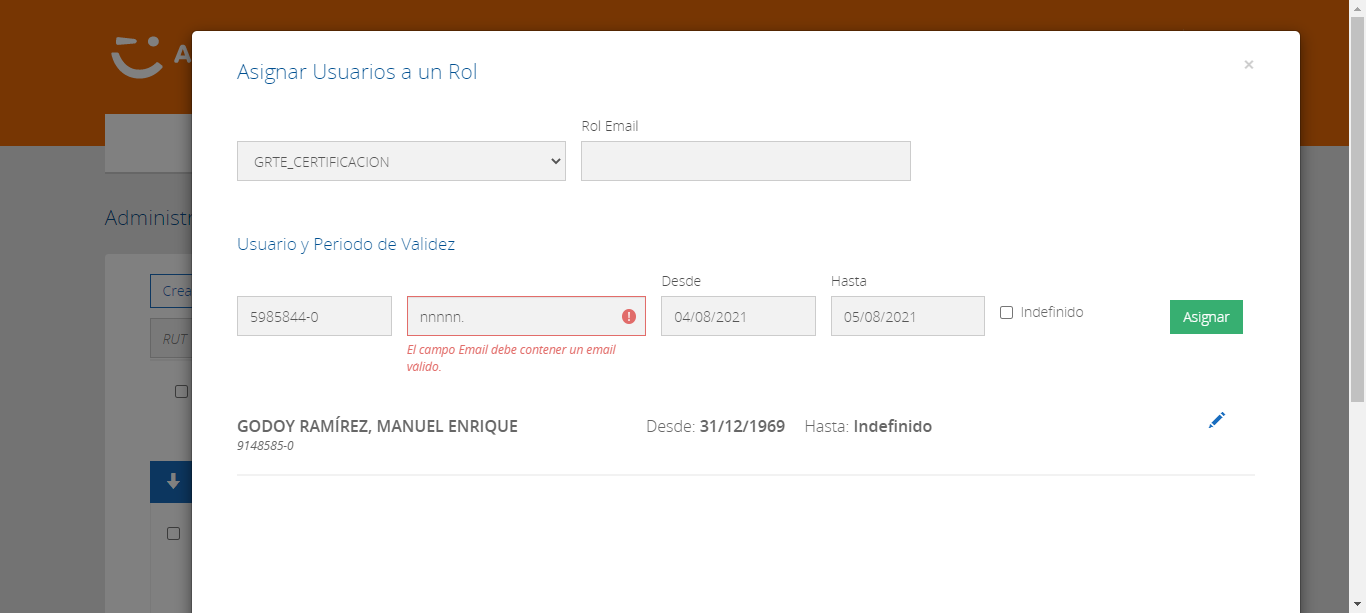 A
Asignar Usuarios a un Rol
×
Rol Email
GRTE_CERTIFICACION
Administr
Usuario y Periodo de Validez
Desde
Hasta
Crea
5985844-0
nnnnn.
04/08/2021
05/08/2021
Indefinido
Asignar
RUT
El campo Email debe contener un email
valido.
GODOY RAMÍREZ, MANUEL ENRIQUE
Desde: 31/12/1969
Hasta: Indefinido
9148585-0